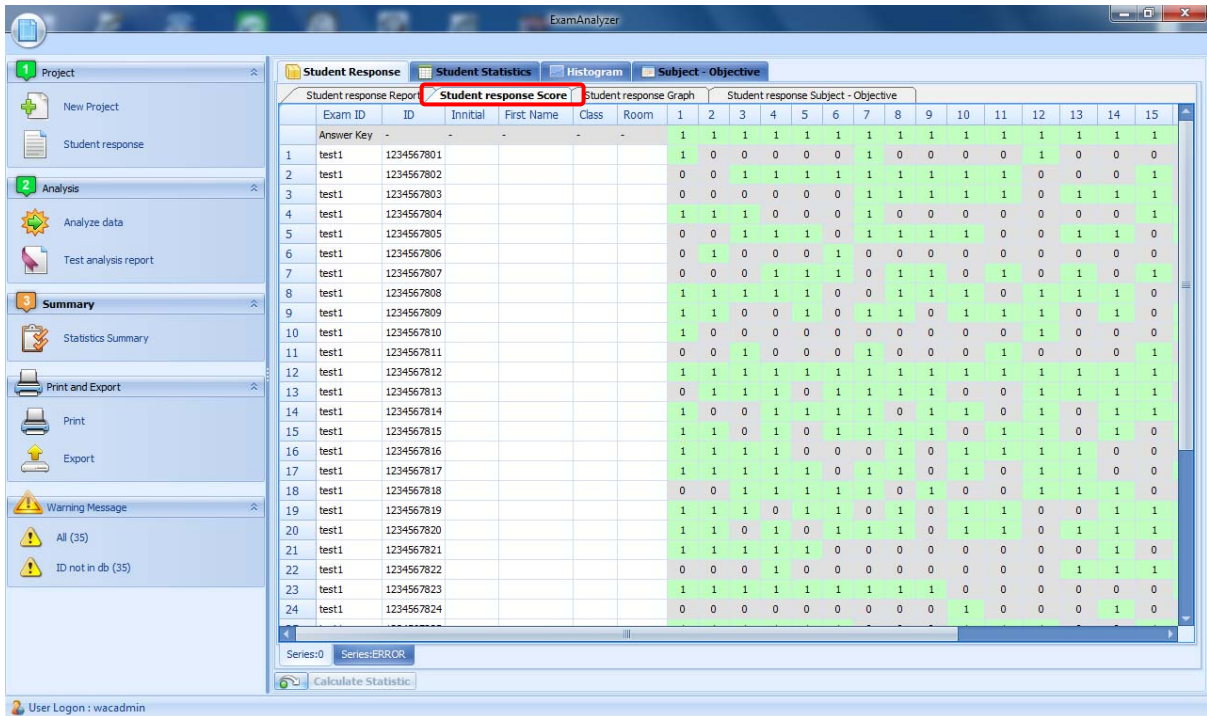 ExamAnalyzer
1 Project
New Project
Student response
2 Analysis
Analyze data
Test analysis report
3 Summary
Statistics Summary
Print and Export
Print
Export
Warning Message
All (35)
ID not in db (35)
Student Response Student Statistics Histogram Subject - Objective
Student response Report Student response Score Student response Graph Student response Subject - Objective
Exam ID ID Innitial First Name Class Room 1 2 3 4 5 6 7 8 9 10 11 12 13 14 15
Answer Key - - - - - 1 1 1 1 1 1 1 1 1 1 1 1 1 1 1
1 test1 1234567801 1 0 0 0 0 0 1 0 0 0 0 1 0 0 0
2 test1 1234567802 0 0 1 1 1 1 1 1 1 1 1 0 0 0 1
3 test1 1234567803 0 0 0 0 0 0 1 1 1 1 1 0 1 1 1
4 test1 1234567804 1 1 1 0 0 0 1 0 0 0 0 0 0 0 1
5 test1 1234567805 0 0 1 1 1 0 1 1 1 1 0 0 1 1 0
6 test1 1234567806 0 1 0 0 0 1 0 0 0 0 0 0 0 0 0
7 test1 1234567807 0 0 0 1 1 1 0 1 1 0 1 0 1 0 1
8 test1 1234567808 1 1 1 1 1 0 0 1 1 1 0 1 1 1 0
9 test1 1234567809 1 1 0 0 1 0 1 1 0 1 1 1 0 1 0
10 test1 1234567810 1 0 0 0 0 0 0 0 0 0 0 1 0 0 0
11 test1 1234567811 0 0 1 0 0 0 1 0 0 0 1 0 0 0 1
12 test1 1234567812 1 1 1 1 1 1 1 1 1 1 1 1 1 1 1
13 test1 1234567813 0 1 1 1 0 1 1 1 1 0 0 1 1 1 1
14 test1 1234567814 1 0 0 1 1 1 1 0 1 1 0 1 0 1 1
15 test1 1234567815 1 1 0 1 0 1 1 1 1 0 1 1 0 1 0
16 test1 1234567816 1 1 1 1 0 0 0 1 0 1 1 1 1 0 0
17 test1 1234567817 1 1 1 1 1 0 1 1 0 1 0 1 1 0 0
18 test1 1234567818 0 0 1 1 1 1 1 0 1 0 0 1 1 1 0
19 test1 1234567819 1 1 1 0 1 1 0 1 0 1 1 0 0 1 1
20 test1 1234567820 1 1 0 1 0 1 1 1 0 1 1 0 1 1 1
21 test1 1234567821 1 1 1 1 1 0 0 0 0 0 0 0 0 1 0
22 test1 1234567822 0 0 0 1 0 0 0 0 0 0 0 0 1 1 1
23 test1 1234567823 1 1 1 1 1 1 1 1 1 0 0 0 0 0 0
24 test1 1234567824 0 0 0 0 0 0 0 0 0 1 0 0 0 1 0
Series:0 Series:ERROR
Calculate Statistic
User Logon : wacadmin